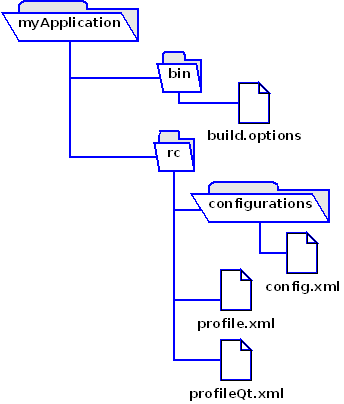 myApplication
bin
build.options
rc
configurations
config.xml
profile.xml
profileQt.xml